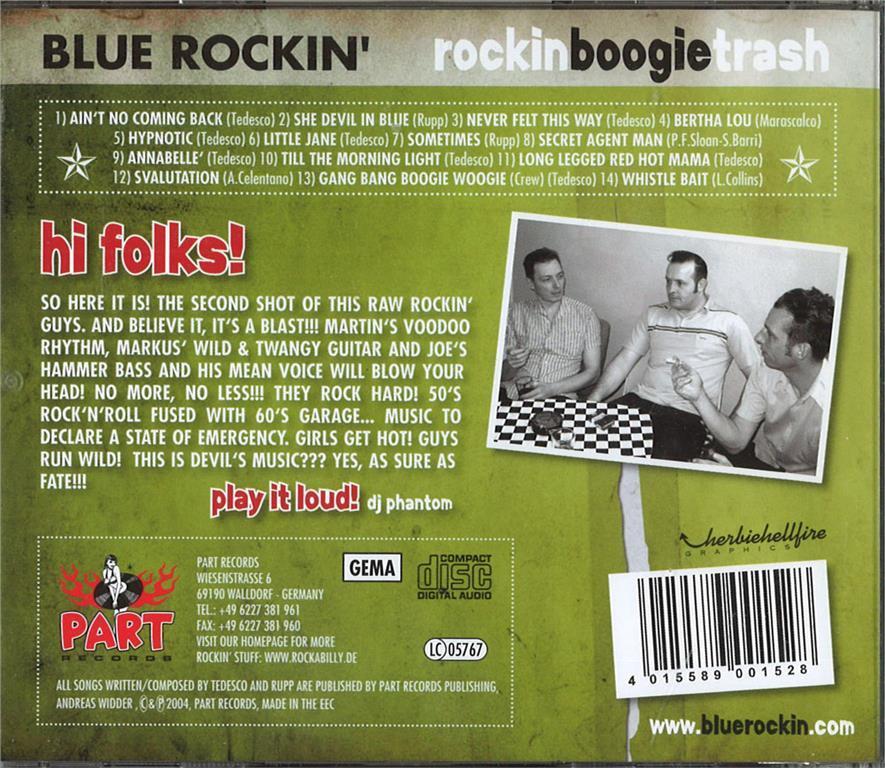 BLUE ROCKIN'
rockinboogietrash
1) AIN'T NO COMING BACK (Tedesco) 2) SHE DEVIL IN BLUE (Rupp) 3) NEVER FELT THIS WAY (Tedesco) 4) BERTHA LOU (Marascalco)
5) HYPNOTIC (Tedesco) 6) LITTLE JANE (Tedesco) 7) SOMETIMES (Rupp) 8) SECRET AGENT MAN (P.F.Sloan-S.Barri)
9) ANNABELLE' (Tedesco) 10) TILL THE MORNING LIGHT (Tedesco) 11) LONG LEGGED RED HOT MAMA (Tedesco)
12) SVALUTATION (A.Celentano) 13) GANG BANG BOOGIE WOOGIE (Crew) (Tedesco) 14) WHISTLE BAIT (L.Collins)
hi folks!
SO HERE IT IS! THE SECOND SHOT OF THIS RAW ROCKIN'
GUYS. AND BELIEVE IT, IT'S A BLAST!!! MARTIN'S VOODOO
RHYTHM, MARKUS' WILD & TWANGY GUITAR AND JOE'S
HAMMER BASS AND HIS MEAN VOICE WILL BLOW YOUR
HEAD! NO MORE, NO LESS!!! THEY ROCK HARD! 50'S
ROCK'N'ROLL FUSED WITH 60'S GARAGE... MUSIC TO
DECLARE A STATE OF EMERGENCY. GIRLS GET HOT! GUYS
RUN WILD! THIS IS DEVIL'S MUSIC??? YES, AS SURE AS
FATE!!!
play it loud! dj phantom
herbiehellfire
GRAPHICS
PART
RECORDS
PART RECORDS
WIESENSTRASSE 6
69190 WALLDORF - GERMANY
TEL.: +49 6227 381 961
FAX: +49 6227 381 960
VISIT OUR HOMEPAGE FOR MORE
ROCKIN' STUFF: WWW.ROCKABILLY.DE
GEMA
COMPACT
disc
DIGITAL AUDIO
LC 05767
ALL SONGS WRITTEN/COMPOSED BY TEDESCO AND RUPP ARE PUBLISHED BY PART RECORDS PUBLISHING,
ANDREAS WIDDER ,©&℗ 2004, PART RECORDS, MADE IN THE EEC
4 015589 001528
www.bluerockin.com